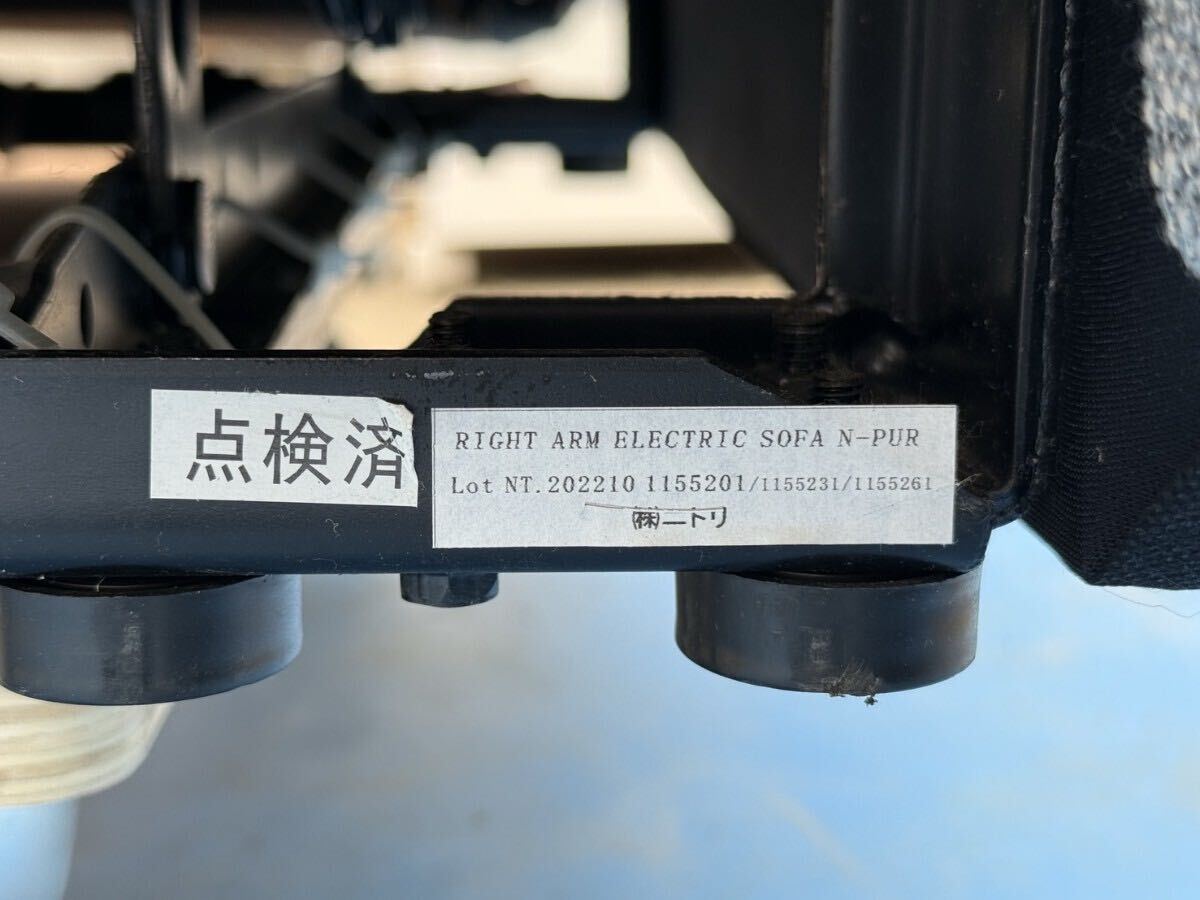 点検済
RIGHT ARM ELECTRIC SOFA N-PUR
Lot NT. 202210 1155201/1155231/1155261
㈱ニトリ